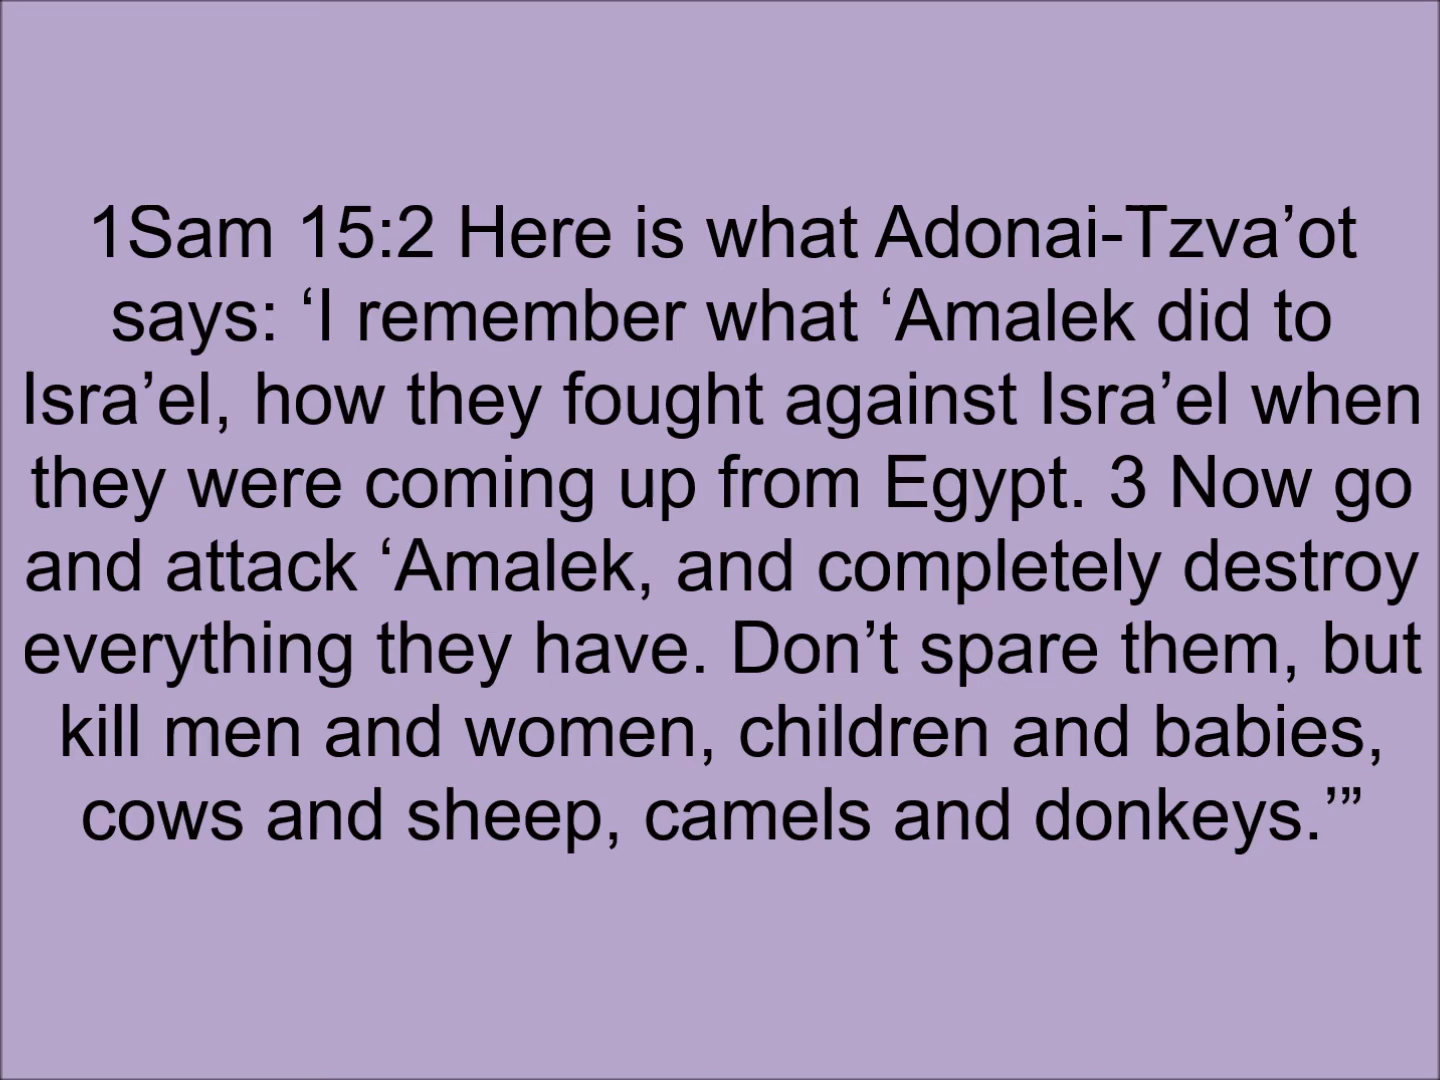 1Sam 15:2 Here is what Adonai-Tzva’ot
says: ‘I remember what ‘Amalek did to
Isra’el, how they fought against Isra’el when
they were coming up from Egypt. 3 Now go
and attack ‘Amalek, and completely destroy
everything they have. Don’t spare them, but
kill men and women, children and babies,
cows and sheep, camels and donkeys.’”